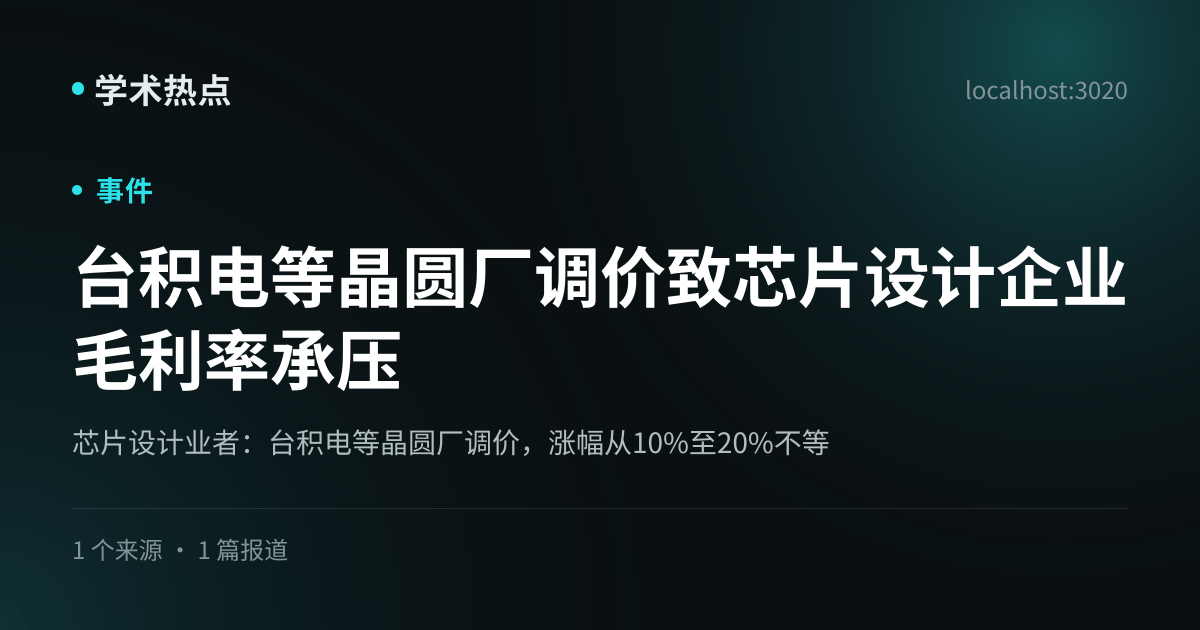 学术热点
localhost:3020
事件
台积电等晶圆厂调价致芯片设计企业
毛利率承压
芯片设计业者：台积电等晶圆厂调价，涨幅从10%至20%不等
1 个来源 · 1 篇报道